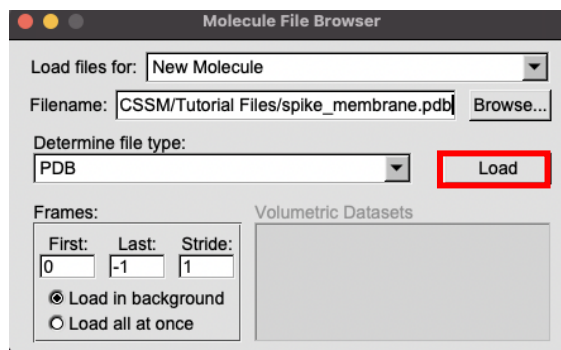 Molecule File Browser
Load files for: New Molecule
Filename: CSSM/Tutorial Files/spike_membrane.pdb Browse...
Determine file type:
PDB Load
Frames: Volumetric Datasets
First: Last: Stride:
0 -1 1
Load in background
Load all at once